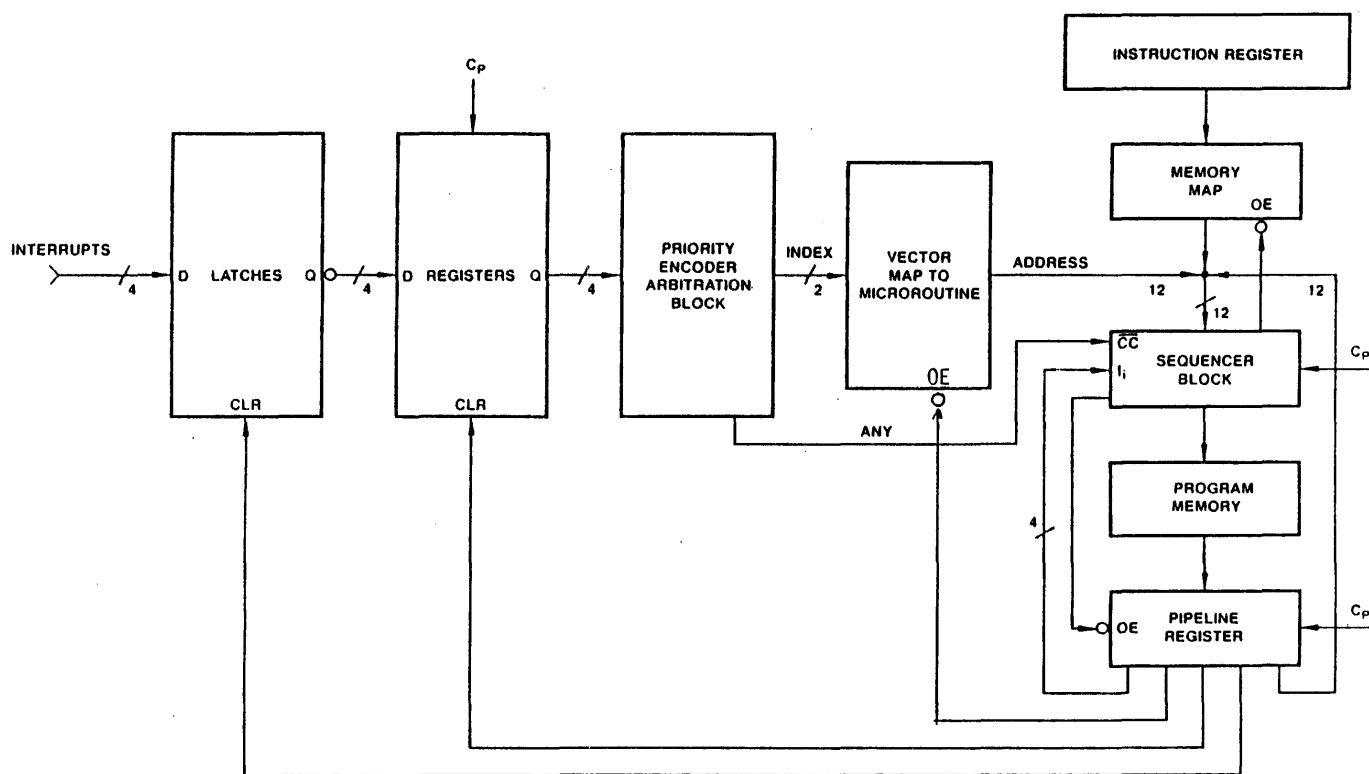 INSTRUCTION REGISTER
CP
MEMORY
MAP
OE
INTERRUPTS
4
D LATCHES Q
4
D REGISTERS Q
4
PRIORITY
ENCODER
ARBITRATION
BLOCK
INDEX
2
VECTOR
MAP TO
MICROROUTINE
ADDRESS
12
12
12
CC
Ii
SEQUENCER
BLOCK
CP
OE
CLR
CLR
ANY
PROGRAM
MEMORY
4
OE
PIPELINE
REGISTER
CP